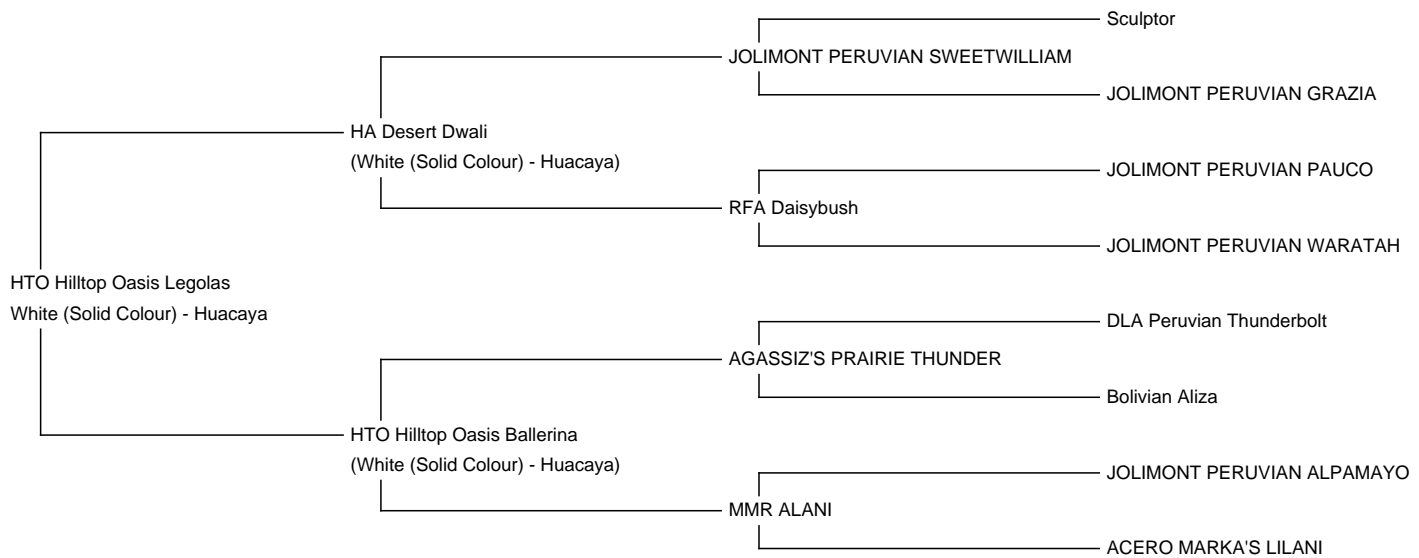 Sculptor
JOLIMONT PERUVIAN SWEETWILLIAM
JOLIMONT PERUVIAN GRAZIA
HA Desert Dwali
(White (Solid Colour) - Huacaya)
JOLIMONT PERUVIAN PAUCO
RFA Daisybush
JOLIMONT PERUVIAN WARATAH
HTO Hilltop Oasis Legolas
White (Solid Colour) - Huacaya
DLA Peruvian Thunderbolt
AGASSIZ'S PRAIRIE THUNDER
Bolivian Aliza
HTO Hilltop Oasis Ballerina
(White (Solid Colour) - Huacaya)
JOLIMONT PERUVIAN ALPAMAYO
MMR ALANI
ACERO MARKA'S LILANI